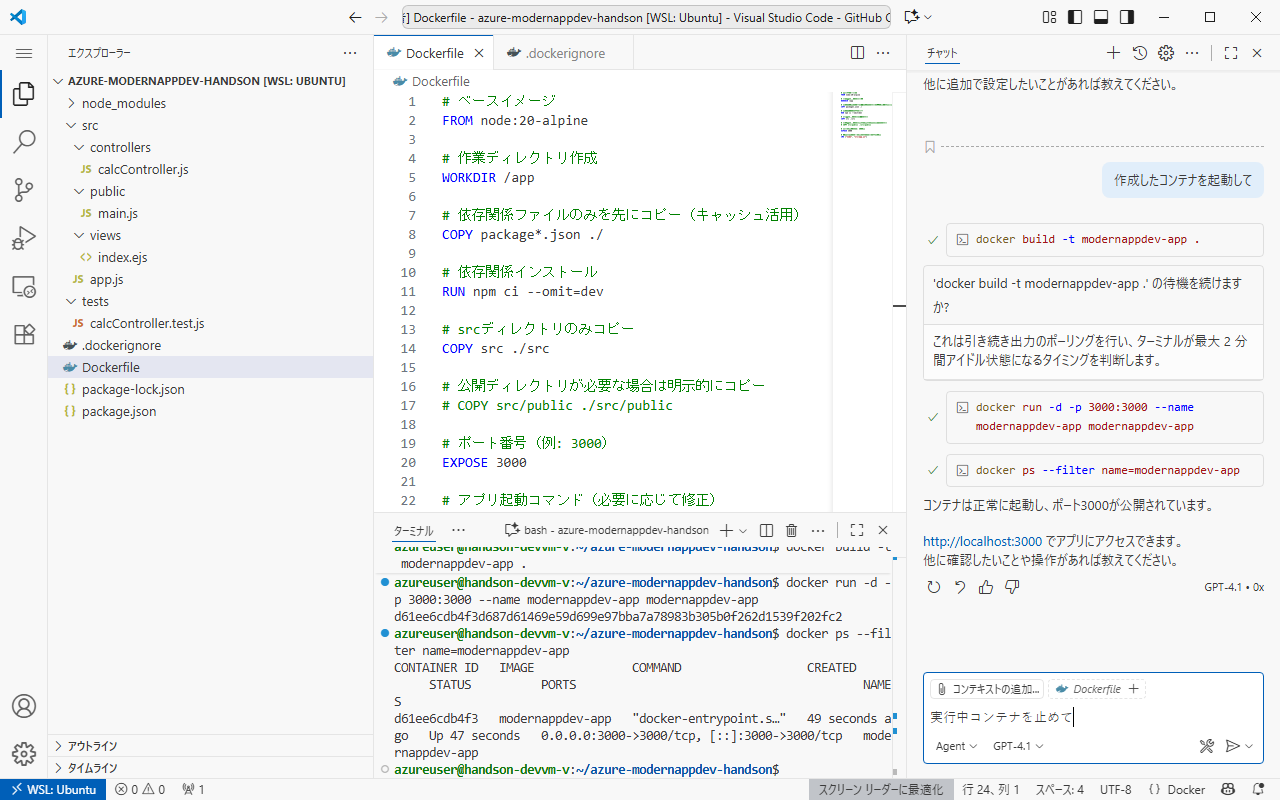 f] Dockerfile - azure-modernappdev-handson [WSL: Ubuntu] - Visual Studio Code - GitHub C
エクスプローラー
AZURE-MODERNAPPDEV-HANDSON [WSL: UBUNTU]
node_modules
src
controllers
JS calcController.js
public
JS main.js
views
<> index.ejs
JS app.js
tests
JS calcController.test.js
.dockerignore
Dockerfile
{} package-lock.json
{} package.json
アウトライン
タイムライン
Dockerfile
.dockerignore
Dockerfile
1 # ベースイメージ
2 FROM node:20-alpine
3
4 # 作業ディレクトリ作成
5 WORKDIR /app
6
7 # 依存関係ファイルのみを先にコピー（キャッシュ活用）
8 COPY package*.json ./
9
10 # 依存関係インストール
11 RUN npm ci --omit=dev
12
13 # srcディレクトリのみコピー
14 COPY src ./src
15
16 # 公開ディレクトリが必要な場合は明示的にコピー
17 # COPY src/public ./src/public
18
19 # ポート番号（例: 3000）
20 EXPOSE 3000
21
22 # アプリ起動コマンド（必要に応じて修正）
ターミナル
bash - azure-modernappdev-handson
azureuser@handson-devvm-v:~/azure-modernappdev-handson$ docker build -t
modernappdev-app .
azureuser@handson-devvm-v:~/azure-modernappdev-handson$ docker run -d -
p 3000:3000 --name modernappdev-app modernappdev-app
d61ee6cdb4f3d687d61469e59d699e97bba7a78983b305b0f262d1539f202fc2
azureuser@handson-devvm-v:~/azure-modernappdev-handson$ docker ps --fil
ter name=modernappdev-app
CONTAINER ID IMAGE COMMAND CREATED
STATUS PORTS NAME
S
d61ee6cdb4f3 modernappdev-app "docker-entrypoint.s…" 49 seconds a
go Up 47 seconds 0.0.0.0:3000->3000/tcp, [::]:3000->3000/tcp mode
rnappdev-app
azureuser@handson-devvm-v:~/azure-modernappdev-handson$
チャット
他に追加で設定したいことがあれば教えてください。
作成したコンテナを起動して
docker build -t modernappdev-app .
'docker build -t modernappdev-app .' の待機を続けます
か?
これは引き続き出力のポーリングを行い、ターミナルが最大 2 分
間アイドル状態になるタイミングを判断します。
docker run -d -p 3000:3000 --name
modernappdev-app modernappdev-app
docker ps --filter name=modernappdev-app
コンテナは正常に起動し、ポート3000が公開されています。
http://localhost:3000 でアプリにアクセスできます。
他に確認したいことや操作があれば教えてください。
GPT-4.1 • 0x
コンテキストの追加...
Dockerfile
実行中コンテナを止めて
Agent GPT-4.1
WSL: Ubuntu 0 0 1 スクリーン リーダーに最適化 行 24、列 1 スペース: 4 UTF-8 {} Docker